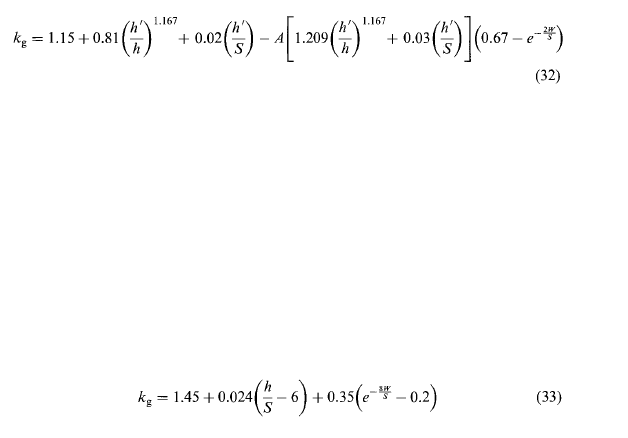 k_g = 1.15 + 0.81(h′/h)^1.167 + 0.02(h′/S) − A[1.209(h′/h)^1.167 + 0.03(h′/S)](0.67 − e^(−2W/S))
(32)
k_g = 1.45 + 0.024(h/S − 6) + 0.35(e^(−8W/S) − 0.2) (33)